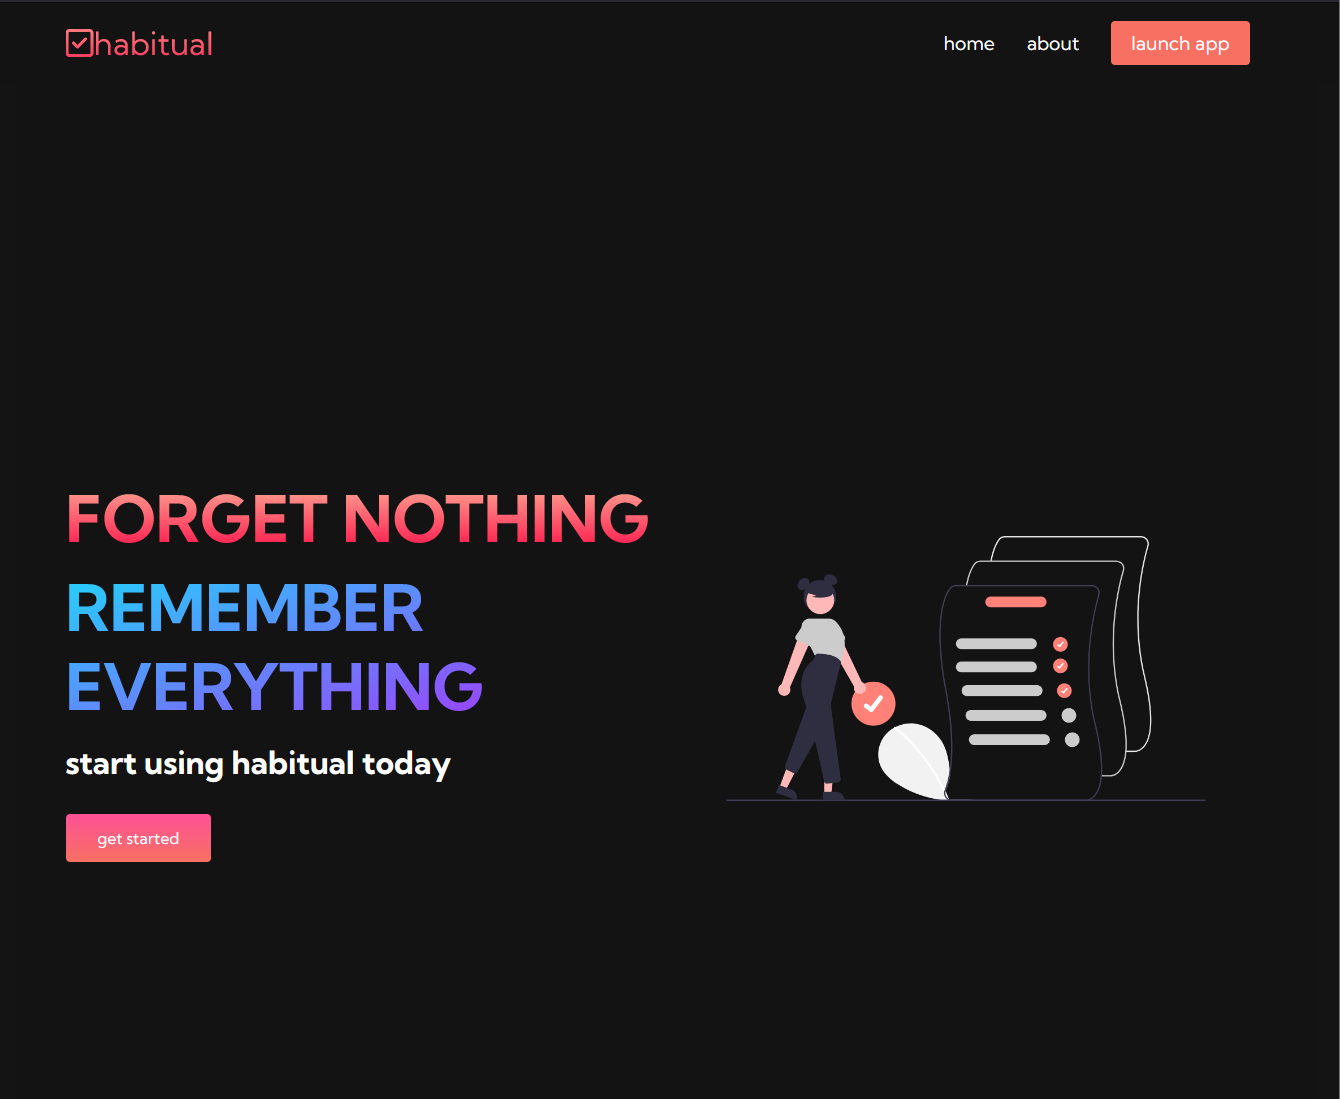 habitual
home about launch app
FORGET NOTHING
REMEMBER
EVERYTHING
start using habitual today
get started